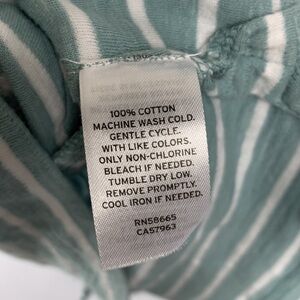 100% COTTON
MACHINE WASH COLD.
GENTLE CYCLE.
WITH LIKE COLORS.
ONLY NON-CHLORINE
BLEACH IF NEEDED.
TUMBLE DRY LOW.
REMOVE PROMPTLY.
COOL IRON IF NEEDED.
RN58665
CA57963